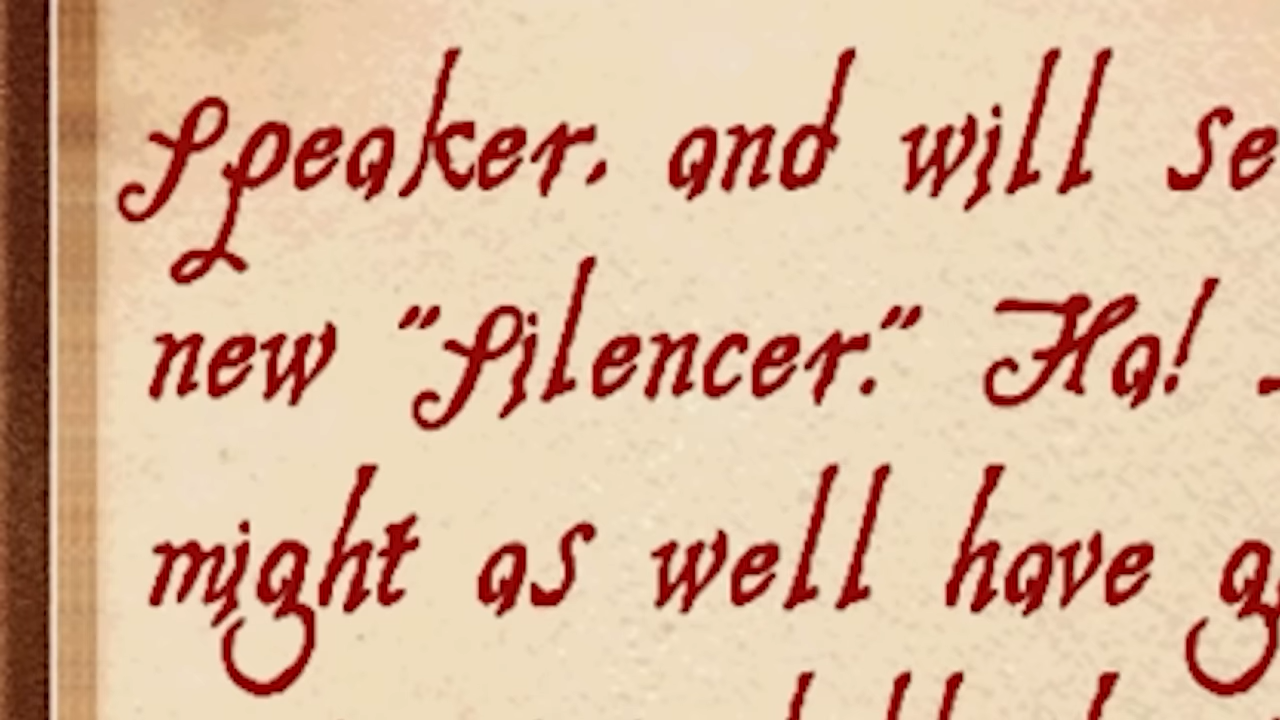 Speaker, and will se
new "Silencer." Ha!
might as well have g